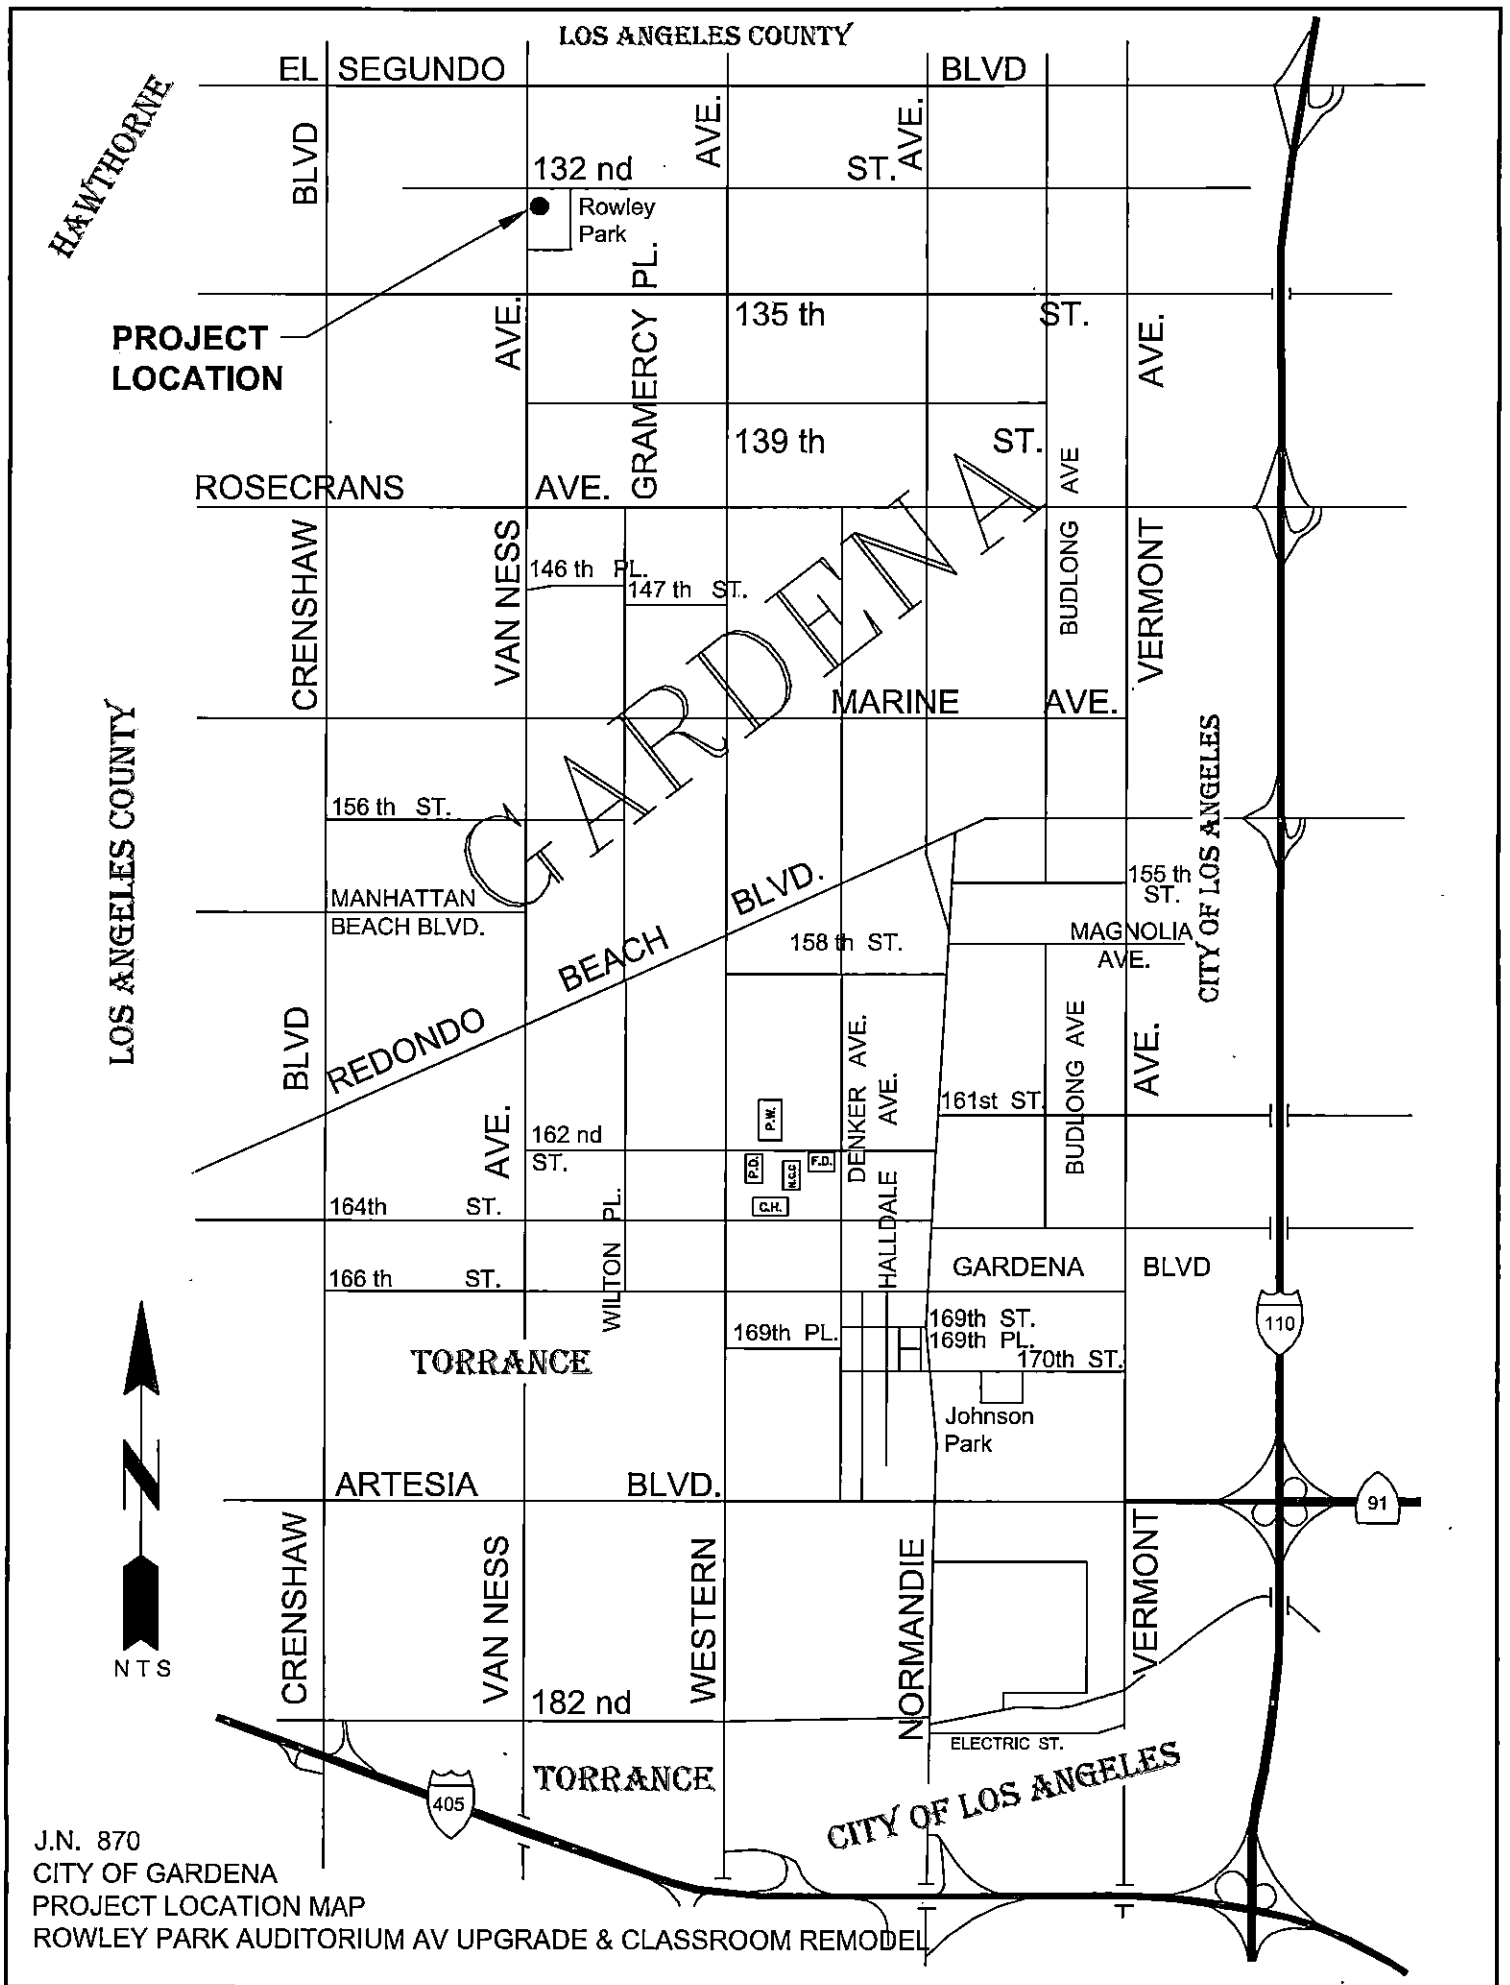 LOS ANGELES COUNTY
EL SEGUNDO BLVD
HAWTHORNE
BLVD
AVE.
AVE.
132 nd ST.
Rowley
Park
PROJECT
LOCATION
AVE.
GRAMERCY PL.
135 th ST.
AVE.
139 th ST.
ROSECRANS AVE.
BUDLONG AVE
CRENSHAW
VAN NESS
VERMONT
146 th PL.
147 th ST.
GARDENA
MARINE AVE.
LOS ANGELES COUNTY
CITY OF LOS ANGELES
156 th ST.
MANHATTAN
BEACH BLVD.
155 th
ST.
MAGNOLIA
AVE.
158 th ST.
REDONDO BEACH BLVD.
BLVD
AVE.
DENKER AVE.
HALLDALE AVE.
BUDLONG AVE
AVE.
161st ST.
P.W.
162 nd
ST.
P.D.
N.C.C
F.D.
C.H.
164th ST.
WILTON PL.
GARDENA BLVD
166 th ST.
110
169th PL.
169th ST.
169th PL.
170th ST.
TORRANCE
Johnson
Park
N
NTS
ARTESIA BLVD.
91
CRENSHAW
VAN NESS
WESTERN
NORMANDIE
VERMONT
182 nd
ELECTRIC ST.
TORRANCE
CITY OF LOS ANGELES
405
J.N. 870
CITY OF GARDENA
PROJECT LOCATION MAP
ROWLEY PARK AUDITORIUM AV UPGRADE & CLASSROOM REMODEL